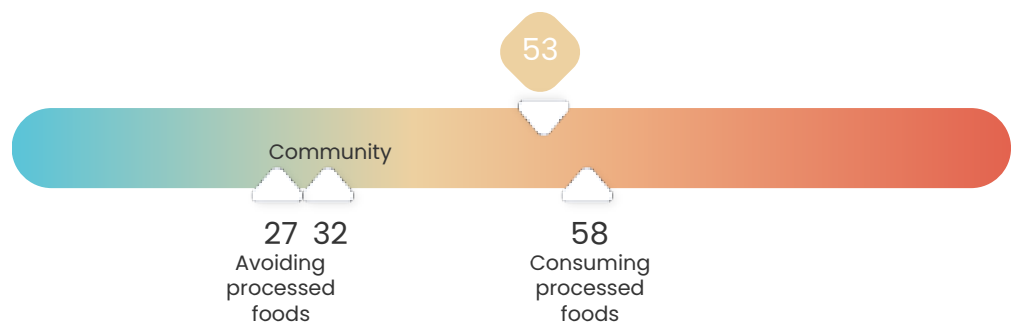 53
Community
27 32 58
Avoiding
processed
foods
Consuming
processed
foods